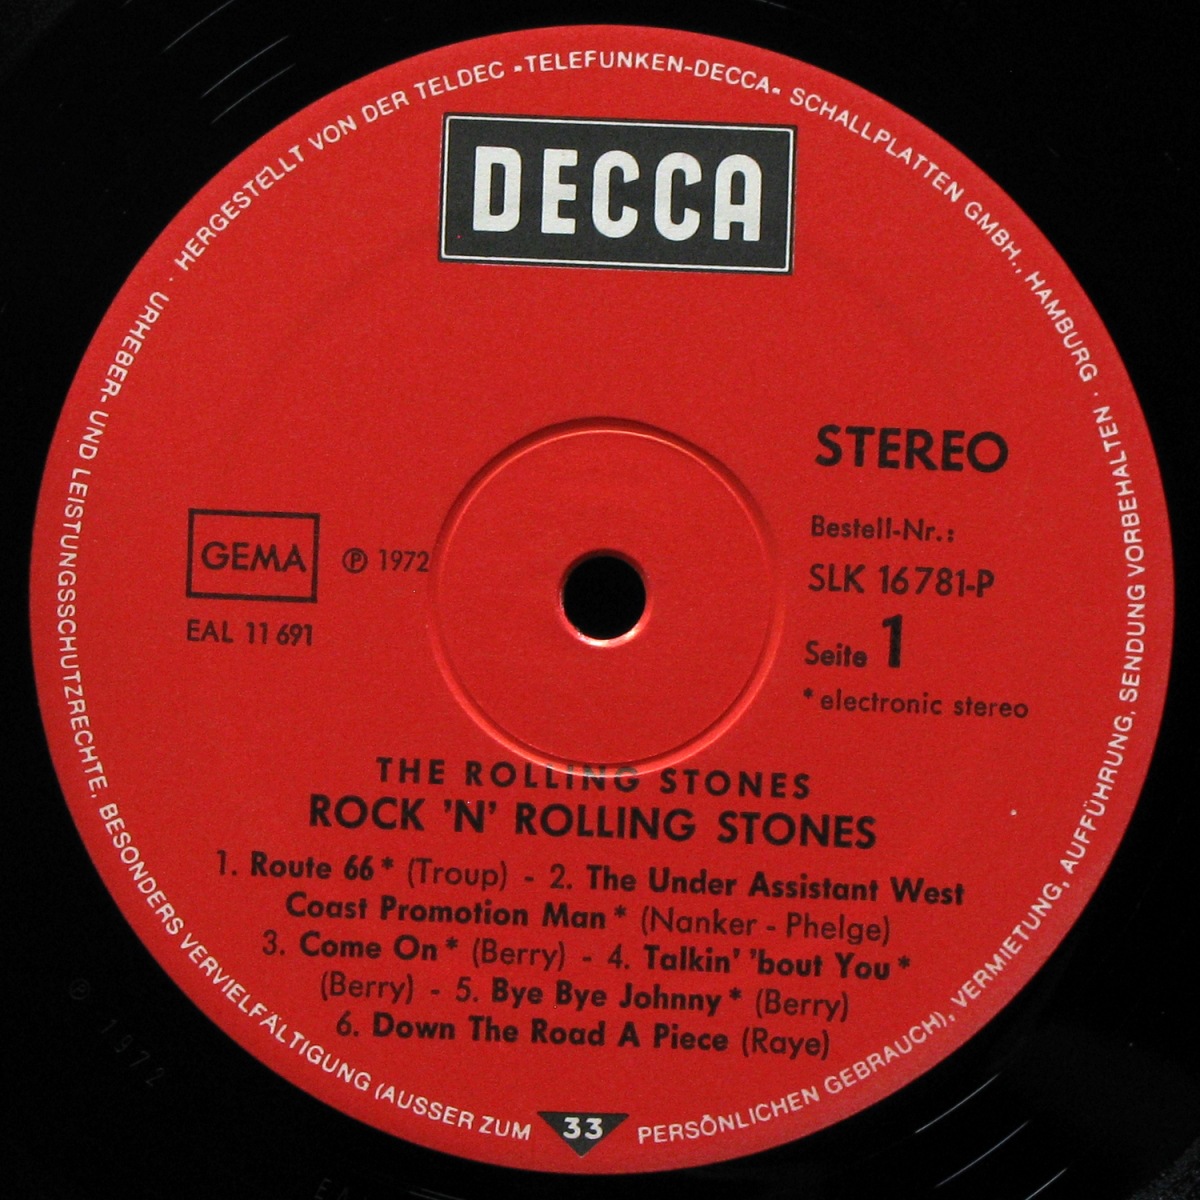 HERGESTELLT VON DER TELDEC •TELEFUNKEN-DECCA• SCHALLPLATTEN GMBH., HAMBURG · NICHTEN VORBEHALTEN
DECCA
STEREO
Bestell-Nr.:
GEMA ℗ 1972
SLK 16781-P
EAL 11 691
Seite 1
* electronic stereo
THE ROLLING STONES
ROCK 'N' ROLLING STONES
1. Route 66 * (Troup) - 2. The Under Assistant West
Coast Promotion Man * (Nanker - Phelge)
3. Come On * (Berry) - 4. Talkin' 'bout You *
(Berry) - 5. Bye Bye Johnny * (Berry)
6. Down The Road A Piece (Raye)
URHEBER- UND LEISTUNGSSCHUTZRECHTE, BESONDERS VERVIELFÄLTIGUNG (AUSSER ZUM PERSÖNLICHEN GEBRAUCH), VERMIETUNG, AUFFÜHRUNG, SENDUNG VORBEHALTEN
33
℗ 1972